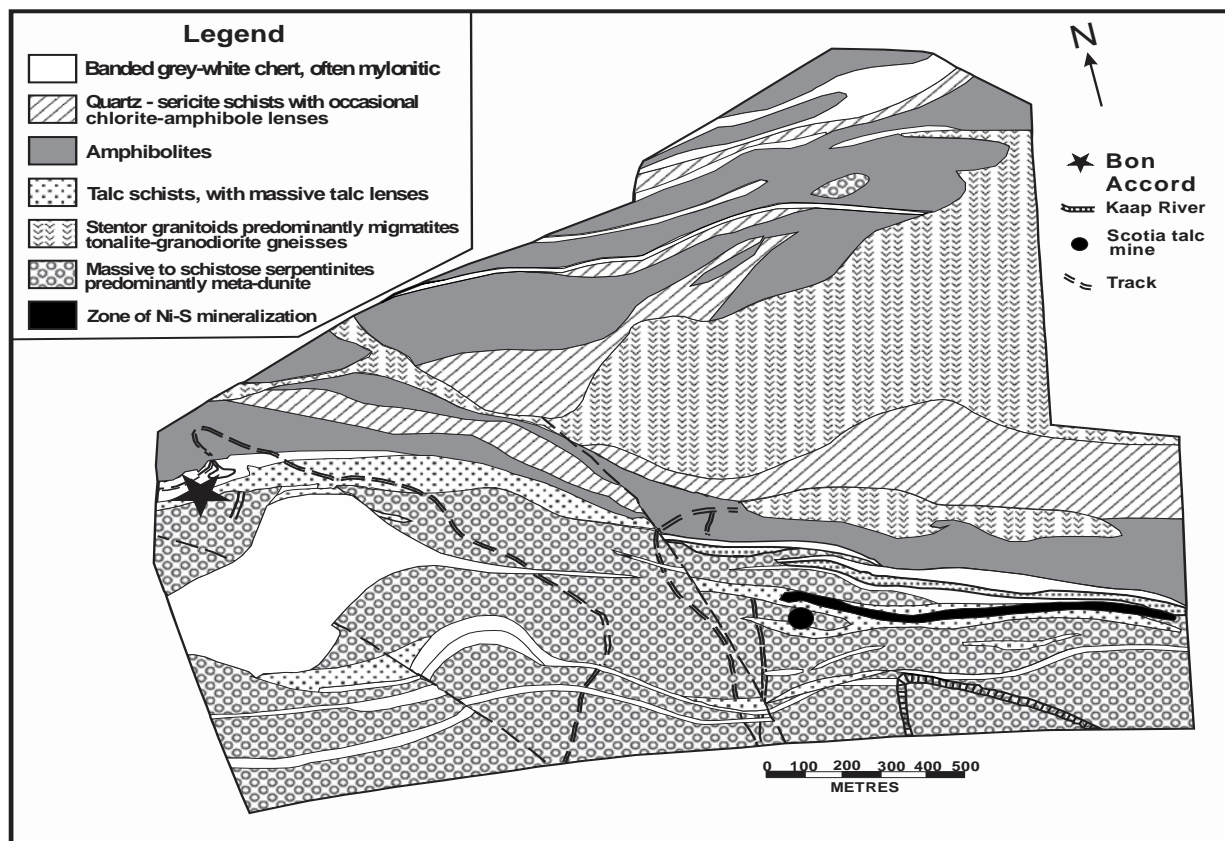 Legend
Banded grey-white chert, often mylonitic
Quartz - sericite schists with occasional
chlorite-amphibole lenses
Amphibolites
Talc schists, with massive talc lenses
Stentor granitoids predominantly migmatites
tonalite-granodiorite gneisses
Massive to schistose serpentinites
predominantly meta-dunite
Zone of Ni-S mineralization
N
Bon
Accord
Kaap River
Scotia talc
mine
Track
0 100 200 300 400 500
METRES